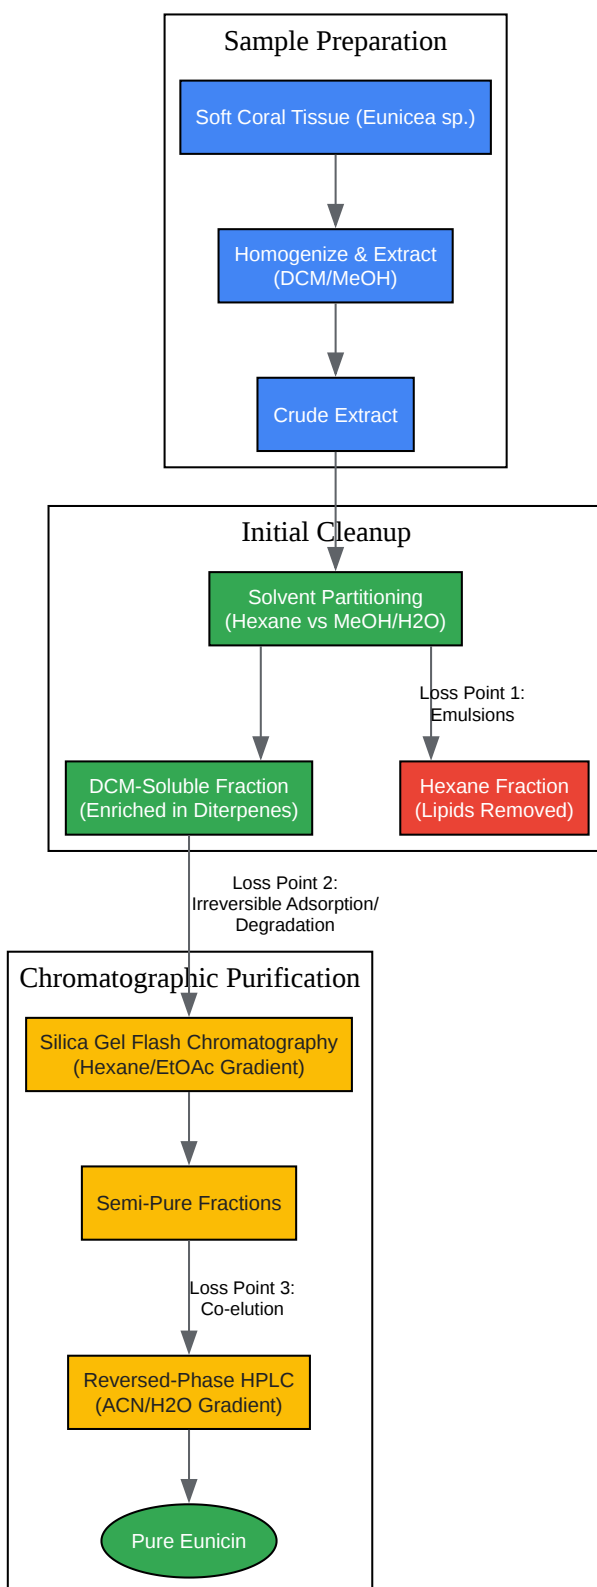 Sample Preparation
Soft Coral Tissue (Eunicea sp.)
Homogenize & Extract
(DCM/MeOH)
Crude Extract
Initial Cleanup
Solvent Partitioning
(Hexane vs MeOH/H2O)
Loss Point 1:
Emulsions
DCM-Soluble Fraction
(Enriched in Diterpenes)
Hexane Fraction
(Lipids Removed)
Loss Point 2:
Irreversible Adsorption/
Degradation
Chromatographic Purification
Silica Gel Flash Chromatography
(Hexane/EtOAc Gradient)
Semi-Pure Fractions
Loss Point 3:
Co-elution
Reversed-Phase HPLC
(ACN/H2O Gradient)
Pure Eunicin